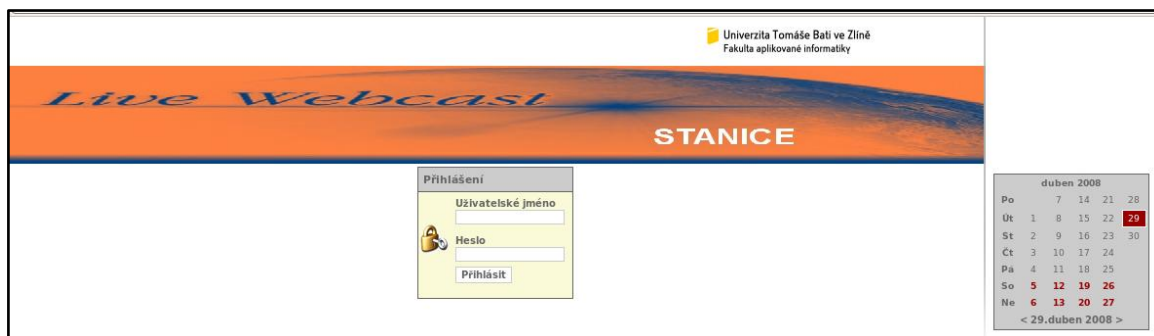 Univerzita Tomáše Bati ve Zlíně
Fakulta aplikované informatiky
Live Webcast
STANICE
Přihlášení
Uživatelské jméno
Heslo
Přihlásit
duben 2008
Po 7 14 21 28
Út 1 8 15 22 29
St 2 9 16 23 30
Čt 3 10 17 24
Pá 4 11 18 25
So 5 12 19 26
Ne 6 13 20 27
< 29.duben 2008 >